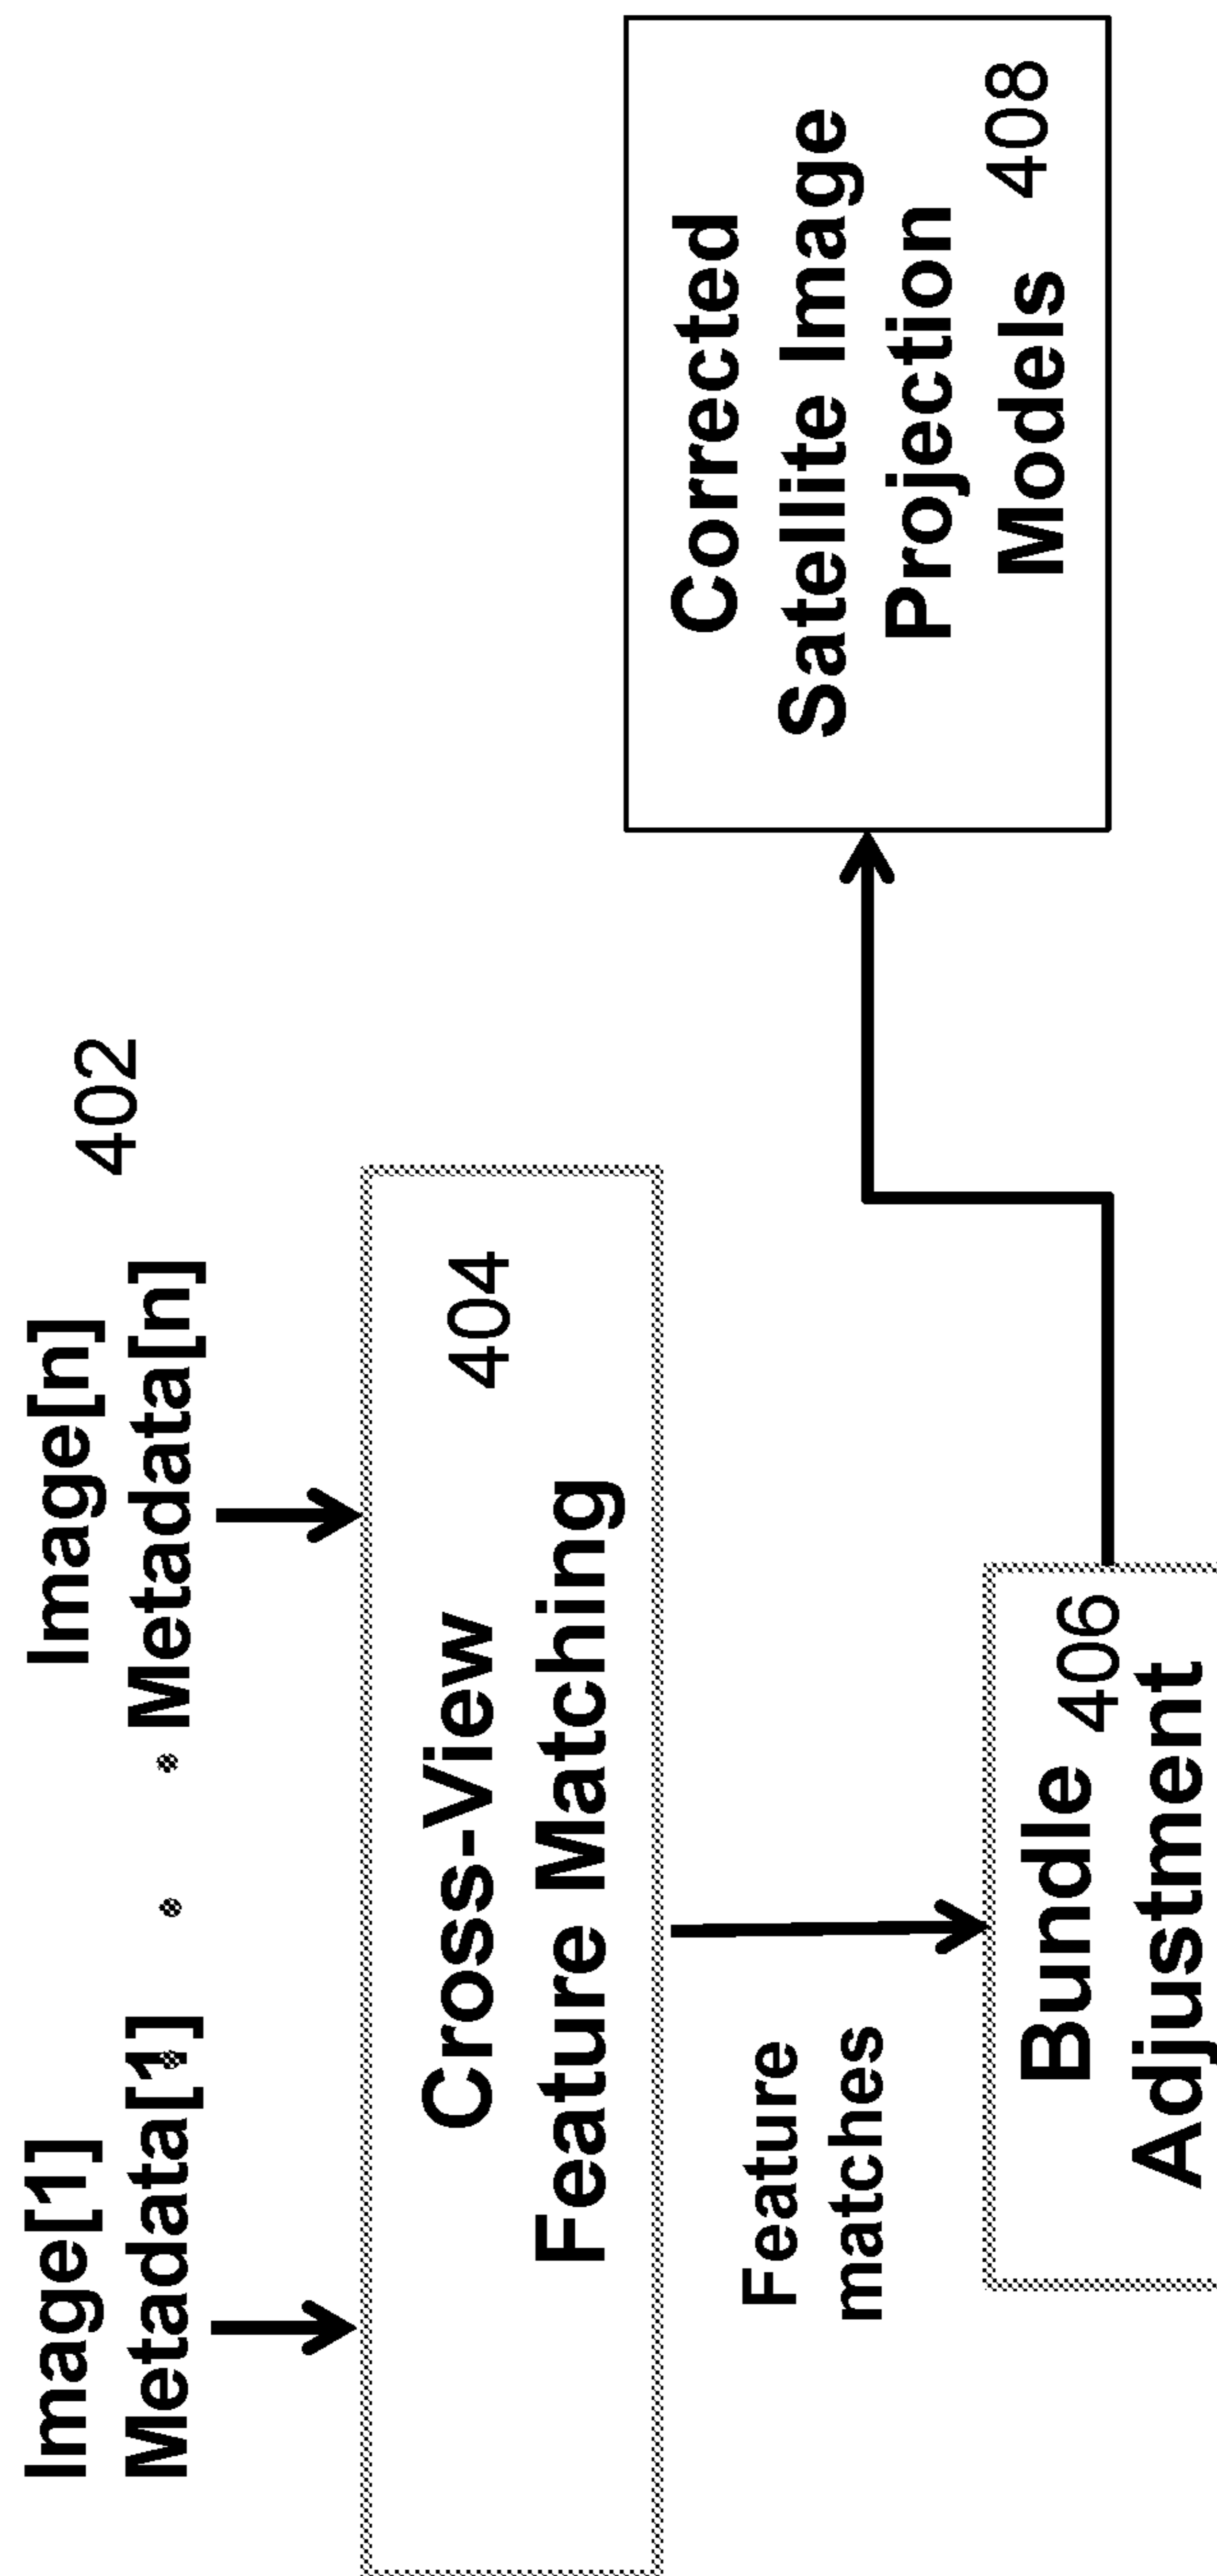 Image[1]
Metadata[1]
Image[n]
Metadata[n]
402
Cross-View
Feature Matching
404
Feature
matches
Bundle 406
Adjustment
Corrected
Satellite Image
Projection
Models 408